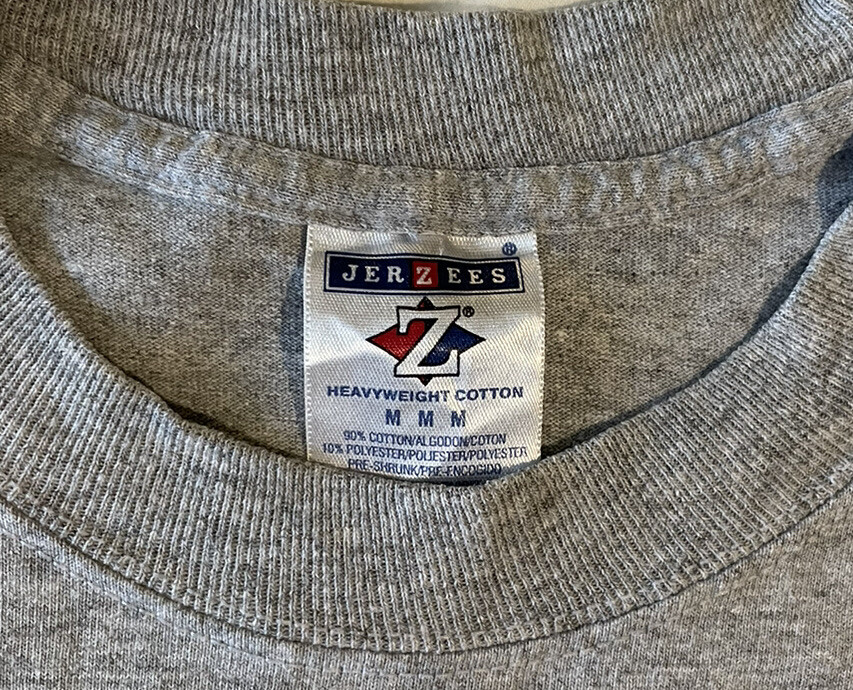 JERZEES®
Z®
HEAVYWEIGHT COTTON
M M M
90% COTTON/ALGODON/COTON
10% POLYESTER/POLIESTER/POLYESTER
PRE-SHRUNK/PRE-ENCOGIDO